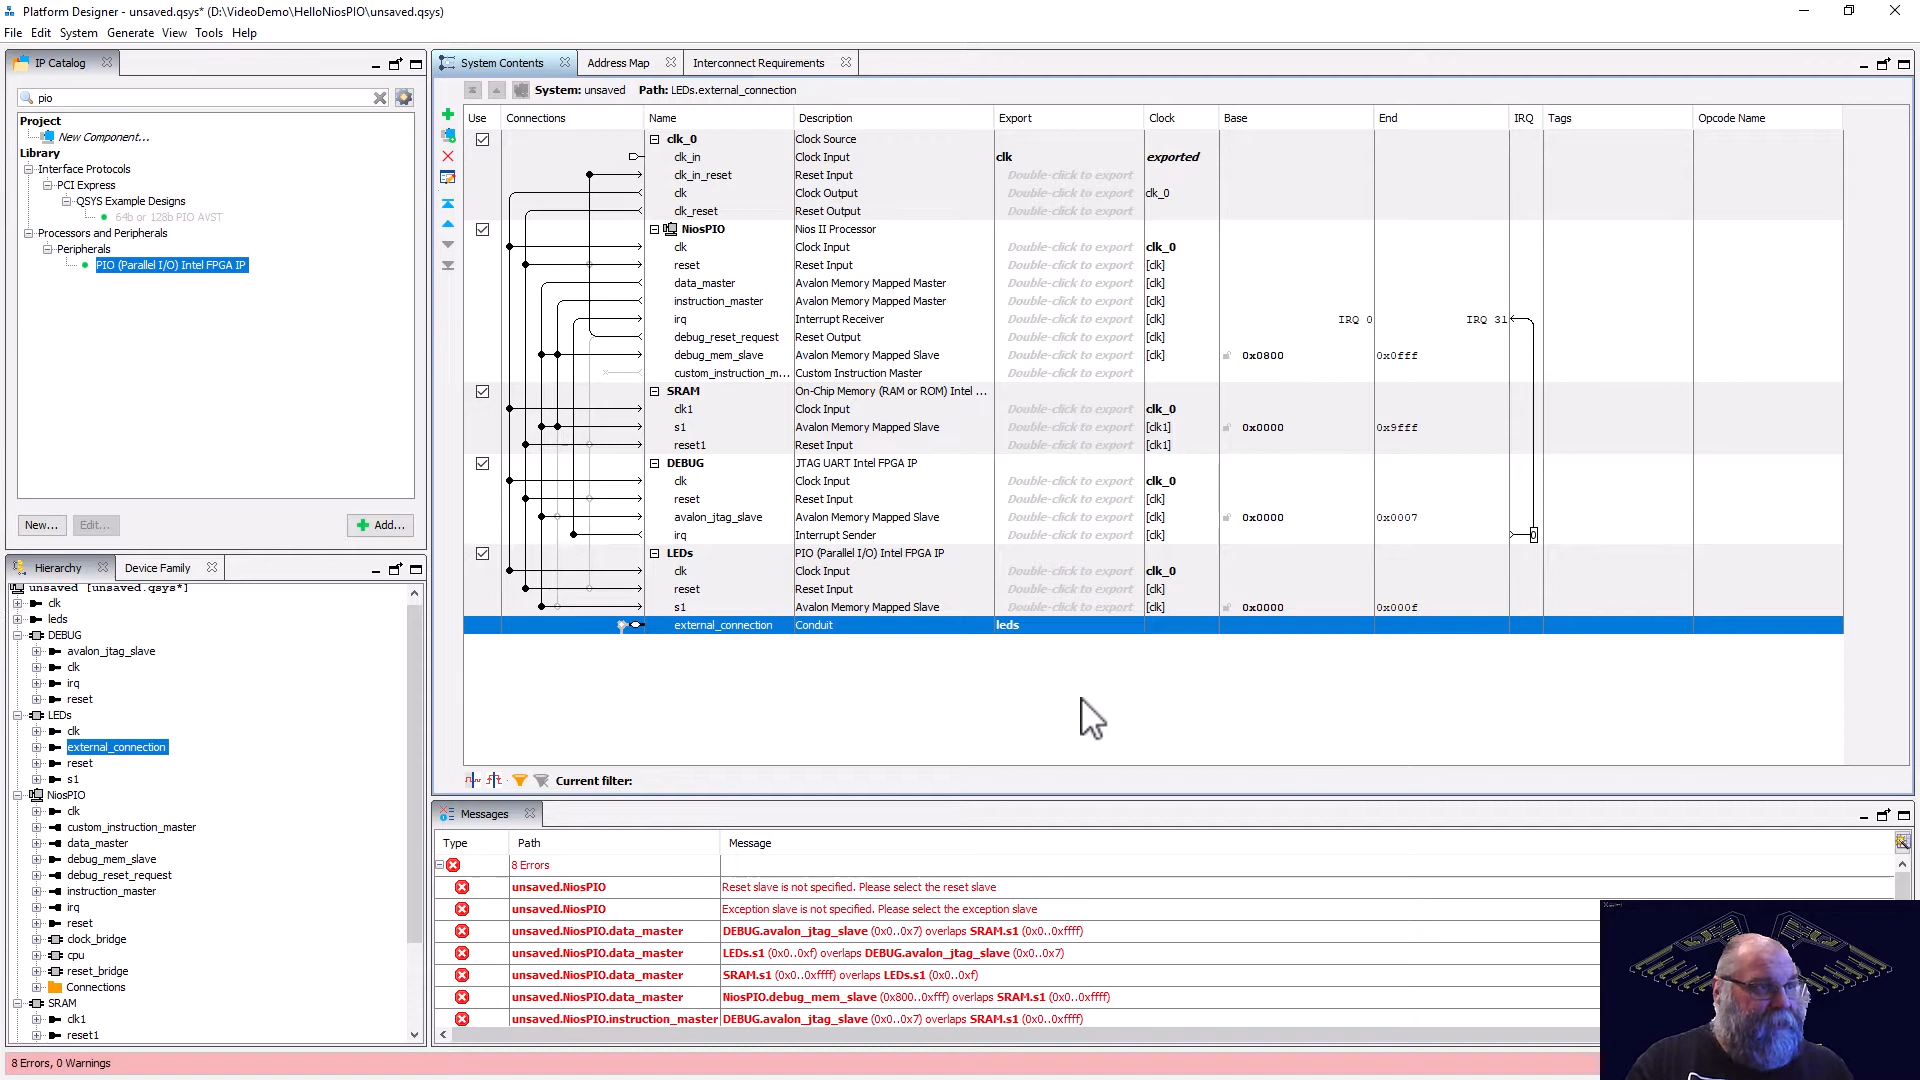 Platform Designer - unsaved.qsys* (D:\VideoDemo\HelloNiosPIO\unsaved.qsys)
File Edit System Generate View Tools Help
IP Catalog
pio
Project
New Component...
Library
Interface Protocols
PCI Express
QSYS Example Designs
64b or 128b PIO AVST
Processors and Peripherals
Peripherals
PIO (Parallel I/O) Intel FPGA IP
New... Edit... Add...
Hierarchy Device Family
unsaved [unsaved.qsys*]
clk
leds
DEBUG
avalon_jtag_slave
clk
irq
reset
LEDs
clk
external_connection
reset
s1
NiosPIO
clk
custom_instruction_master
data_master
debug_mem_slave
debug_reset_request
instruction_master
irq
reset
clock_bridge
cpu
reset_bridge
Connections
SRAM
clk1
reset1
System Contents Address Map Interconnect Requirements
System: unsaved Path: LEDs.external_connection
Use Connections Name Description Export Clock Base End IRQ Tags Opcode Name
clk_0 Clock Source
clk_in Clock Input clk exported
clk_in_reset Reset Input Double-click to export
clk Clock Output Double-click to export clk_0
clk_reset Reset Output Double-click to export
NiosPIO Nios II Processor
clk Clock Input Double-click to export clk_0
reset Reset Input Double-click to export [clk]
data_master Avalon Memory Mapped Master Double-click to export [clk]
instruction_master Avalon Memory Mapped Master Double-click to export [clk]
irq Interrupt Receiver Double-click to export [clk] IRQ 0 IRQ 31
debug_reset_request Reset Output Double-click to export [clk]
debug_mem_slave Avalon Memory Mapped Slave Double-click to export [clk] 0x0800 0x0fff
custom_instruction_m... Custom Instruction Master Double-click to export
SRAM On-Chip Memory (RAM or ROM) Intel ...
clk1 Clock Input Double-click to export clk_0
s1 Avalon Memory Mapped Slave Double-click to export [clk1] 0x0000 0x9fff
reset1 Reset Input Double-click to export [clk1]
DEBUG JTAG UART Intel FPGA IP
clk Clock Input Double-click to export clk_0
reset Reset Input Double-click to export [clk]
avalon_jtag_slave Avalon Memory Mapped Slave Double-click to export [clk] 0x0000 0x0007
irq Interrupt Sender Double-click to export [clk] 0
LEDs PIO (Parallel I/O) Intel FPGA IP
clk Clock Input Double-click to export clk_0
reset Reset Input Double-click to export [clk]
s1 Avalon Memory Mapped Slave Double-click to export [clk] 0x0000 0x000f
external_connection Conduit leds
Current filter:
Messages
Type Path Message
8 Errors
unsaved.NiosPIO Reset slave is not specified. Please select the reset slave
unsaved.NiosPIO Exception slave is not specified. Please select the exception slave
unsaved.NiosPIO.data_master DEBUG.avalon_jtag_slave (0x0..0x7) overlaps SRAM.s1 (0x0..0xffff)
unsaved.NiosPIO.data_master LEDs.s1 (0x0..0xf) overlaps DEBUG.avalon_jtag_slave (0x0..0x7)
unsaved.NiosPIO.data_master SRAM.s1 (0x0..0xffff) overlaps LEDs.s1 (0x0..0xf)
unsaved.NiosPIO.data_master NiosPIO.debug_mem_slave (0x800..0xfff) overlaps SRAM.s1 (0x0..0xffff)
unsaved.NiosPIO.instruction_master DEBUG.avalon_jtag_slave (0x0..0x7) overlaps SRAM.s1 (0x0..0xffff)
8 Errors, 0 Warnings